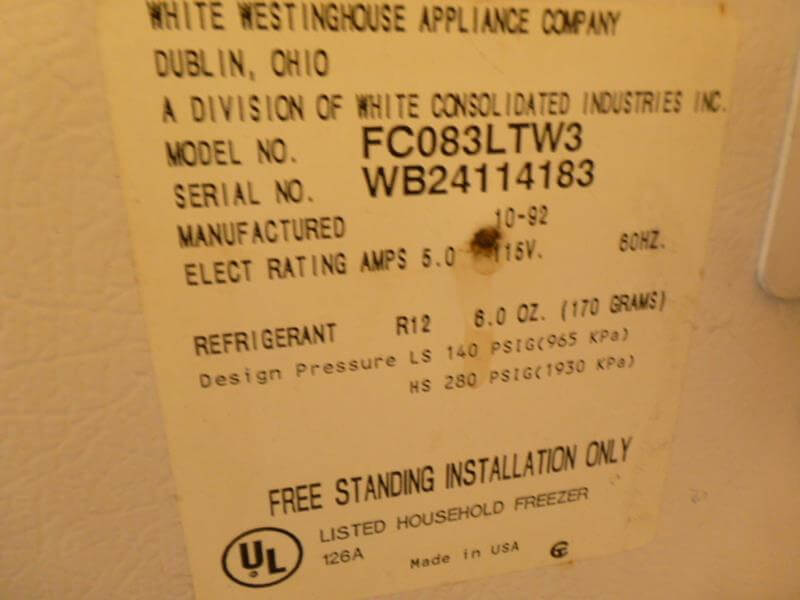 WHITE WESTINGHOUSE APPLIANCE COMPANY
DUBLIN, OHIO
A DIVISION OF WHITE CONSOLIDATED INDUSTRIES INC.
MODEL NO. FC083LTW3
SERIAL NO. WB24114183
MANUFACTURED 10-92
ELECT RATING AMPS 5.0 115V. 60HZ.
REFRIGERANT R12 6.0 OZ. (170 GRAMS)
Design Pressure LS 140 PSIG(965 KPa)
HS 280 PSIG(1930 KPa)
FREE STANDING INSTALLATION ONLY
UL LISTED HOUSEHOLD FREEZER
126A Made in USA